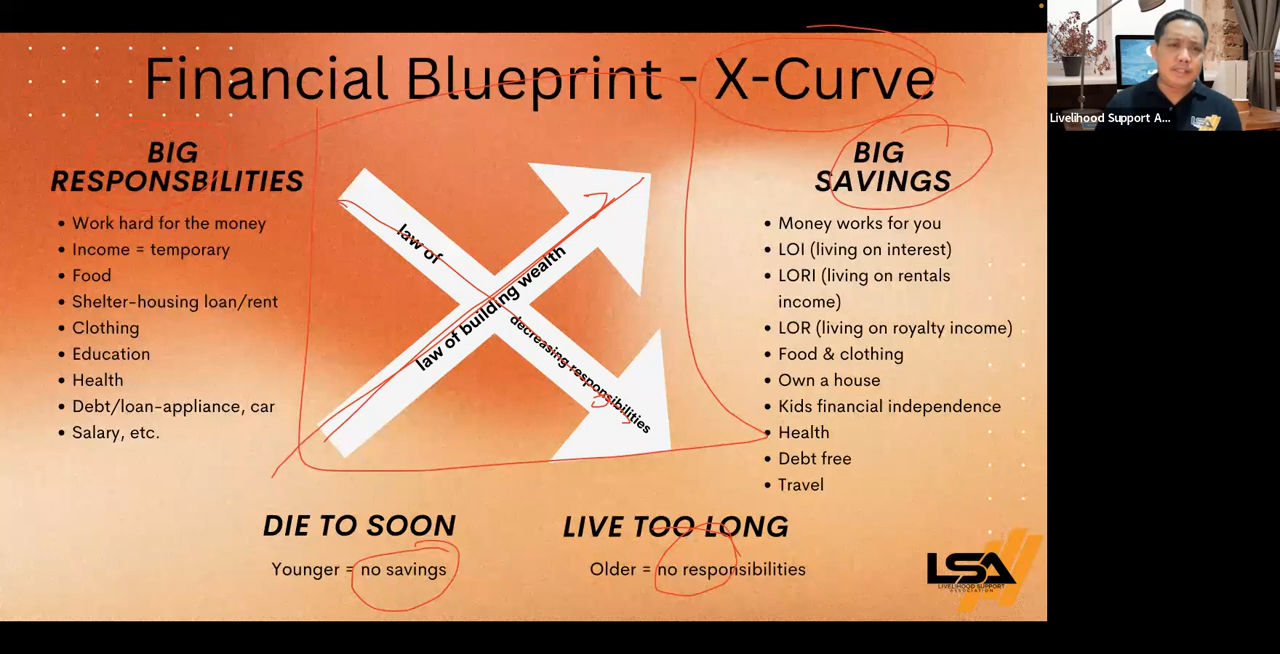 Financial Blueprint - X-Curve
BIG
RESPONSBILITIES
Work hard for the money
Income = temporary
Food
Shelter-housing loan/rent
Clothing
Education
Health
Debt/loan-appliance, car
Salary, etc.
law of
decreasing responsibilities
law of building wealth
BIG
SAVINGS
Money works for you
LOI (living on interest)
LORI (living on rentals
income)
LOR (living on royalty income)
Food & clothing
Own a house
Kids financial independence
Health
Debt free
Travel
DIE TO SOON
Younger = no savings
LIVE TOO LONG
Older = no responsibilities
LSA
LIVELIHOOD SUPPORT
ASSOCIATION
Livelihood Support A...